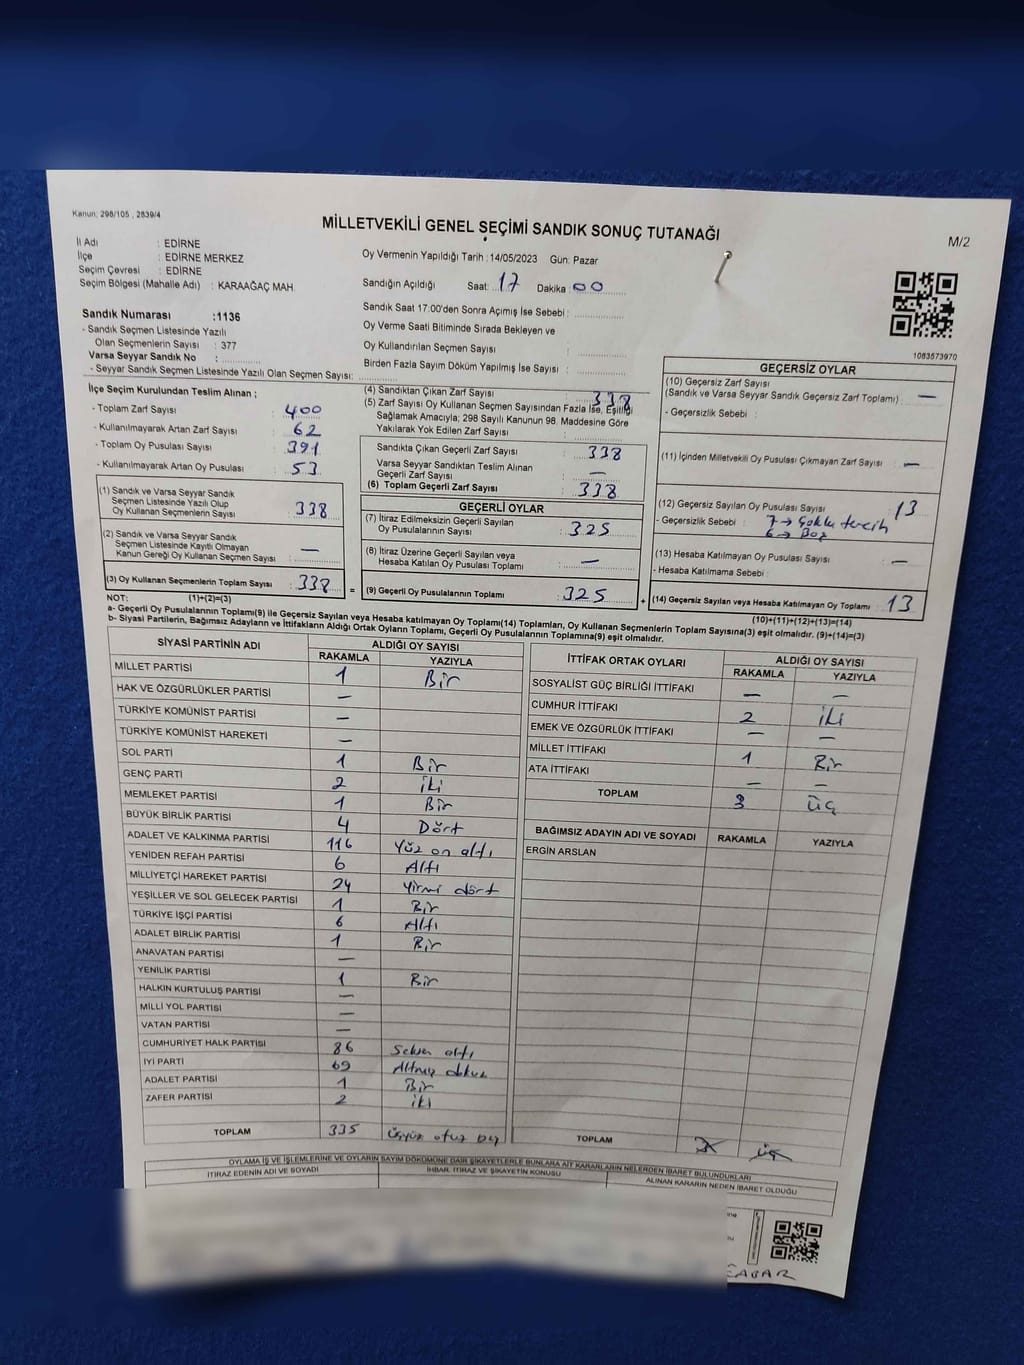 Kanun: 298/105 , 2839/4
MİLLETVEKİLİ GENEL SEÇİMİ SANDIK SONUÇ TUTANAĞI
M/2
İl Adı : EDİRNE
İlçe : EDİRNE MERKEZ
Seçim Çevresi : EDİRNE
Seçim Bölgesi (Mahalle Adı) : KARAAĞAÇ MAH.
Oy Vermenin Yapıldığı Tarih : 14/05/2023 Gün: Pazar
Sandığın Açıldığı Saat: 17 Dakika : 00
Sandık Saat 17:00'den Sonra Açılmış İse Sebebi :
Oy Verme Saati Bitiminde Sırada Bekleyen ve
Oy Kullandırılan Seçmen Sayısı :
Birden Fazla Sayım Döküm Yapılmış İse Sayısı :
1083573970
Sandık Numarası :1136
- Sandık Seçmen Listesinde Yazılı
Olan Seçmenlerin Sayısı : 377
Varsa Seyyar Sandık No :
- Seyyar Sandık Seçmen Listesinde Yazılı Olan Seçmen Sayısı:
İlçe Seçim Kurulundan Teslim Alınan ;
- Toplam Zarf Sayısı : 400
- Kullanılmayarak Artan Zarf Sayısı : 62
- Toplam Oy Pusulası Sayısı : 391
- Kullanılmayarak Artan Oy Pusulası : 53
(1) Sandık ve Varsa Seyyar Sandık
Seçmen Listesinde Yazılı Olup
Oy Kullanan Seçmenlerin Sayısı : 338
(2) Sandık ve Varsa Seyyar Sandık
Seçmen Listesinde Kayıtlı Olmayan
Kanun Gereği Oy Kullanan Seçmen Sayısı : —
(3) Oy Kullanan Seçmenlerin Toplam Sayısı : 338 =
NOT: (1)+(2)=(3)
(4) Sandıktan Çıkan Zarf Sayısı : 338
(5) Zarf Sayısı Oy Kullanan Seçmen Sayısından Fazla İse, Eşitliği
Sağlamak Amacıyla; 298 Sayılı Kanunun 98. Maddesine Göre
Yakılarak Yok Edilen Zarf Sayısı :
Sandıkta Çıkan Geçerli Zarf Sayısı : 338
Varsa Seyyar Sandıktan Teslim Alınan
Geçerli Zarf Sayısı : —
(6) Toplam Geçerli Zarf Sayısı : 338
GEÇERLİ OYLAR
(7) İtiraz Edilmeksizin Geçerli Sayılan
Oy Pusulalarının Sayısı : 325
(8) İtiraz Üzerine Geçerli Sayılan veya
Hesaba Katılan Oy Pusulası Toplamı : —
(9) Geçerli Oy Pusulalarının Toplamı : 325 +
GEÇERSİZ OYLAR
(10) Geçersiz Zarf Sayısı
(Sandık ve Varsa Seyyar Sandık Geçersiz Zarf Toplamı) : —
- Geçersizlik Sebebi :
(11) İçinden Milletvekili Oy Pusulası Çıkmayan Zarf Sayısı : —
(12) Geçersiz Sayılan Oy Pusulası Sayısı : 13
- Geçersizlik Sebebi : 7 → Çoklu tercih
6 → Boş
(13) Hesaba Katılmayan Oy Pusulası Sayısı : —
- Hesaba Katılmama Sebebi :
(14) Geçersiz Sayılan veya Hesaba Katılmayan Oy Toplamı : 13
(10)+(11)+(12)+(13)=(14)
a- Geçerli Oy Pusulalarının Toplamı(9) ile Geçersiz Sayılan veya Hesaba katılmayan Oy Toplamı(14) Toplamları, Oy Kullanan Seçmenlerin Toplam Sayısına(3) eşit olmalıdır. (9)+(14)=(3)
b- Siyasi Partilerin, Bağımsız Adayların ve İttifakların Aldığı Ortak Oyların Toplamı, Geçerli Oy Pusulalarının Toplamına(9) eşit olmalıdır.
SİYASİ PARTİNİN ADI
ALDIĞI OY SAYISI
RAKAMLA YAZIYLA
MİLLET PARTİSİ 1 Bir
HAK VE ÖZGÜRLÜKLER PARTİSİ —
TÜRKİYE KOMÜNİST PARTİSİ —
TÜRKİYE KOMÜNİST HAREKETİ —
SOL PARTİ 1 Bir
GENÇ PARTİ 2 iki
MEMLEKET PARTİSİ 1 Bir
BÜYÜK BİRLİK PARTİSİ 4 Dört
ADALET VE KALKINMA PARTİSİ 116 Yüz on altı
YENİDEN REFAH PARTİSİ 6 Altı
MİLLİYETÇİ HAREKET PARTİSİ 24 Yirmi dört
YEŞİLLER VE SOL GELECEK PARTİSİ 1 Bir
TÜRKİYE İŞÇİ PARTİSİ 6 Altı
ADALET BİRLİK PARTİSİ 1 Bir
ANAVATAN PARTİSİ —
YENİLİK PARTİSİ 1 Bir
HALKIN KURTULUŞ PARTİSİ —
MİLLİ YOL PARTİSİ —
VATAN PARTİSİ —
CUMHURİYET HALK PARTİSİ 86 Seksen altı
İYİ PARTİ 69 Altmış dokuz
ADALET PARTİSİ 1 Bir
ZAFER PARTİSİ 2 iki
TOPLAM 335 üçyüz otuz beş
İTTİFAK ORTAK OYLARI
ALDIĞI OY SAYISI
RAKAMLA YAZIYLA
SOSYALİST GÜÇ BİRLİĞİ İTTİFAKI — —
CUMHUR İTTİFAKI 2 iki
EMEK VE ÖZGÜRLÜK İTTİFAKI — —
MİLLET İTTİFAKI 1 Bir
ATA İTTİFAKI — —
TOPLAM 3 üç
BAĞIMSIZ ADAYIN ADI VE SOYADI RAKAMLA YAZIYLA
ERGİN ARSLAN
TOPLAM
OYLAMA İŞ VE İŞLEMLERİNE VE OYLARIN SAYIM DÖKÜMÜNE DAİR ŞİKAYETLERLE BUNLARA AİT KARARLARIN NELERDEN İBARET BULUNDUKLARI
İTİRAZ EDENİN ADI VE SOYADI
İHBAR, İTİRAZ VE ŞİKAYETİN KONUSU
ALINAN KARARIN NEDEN İBARET OLDUĞU